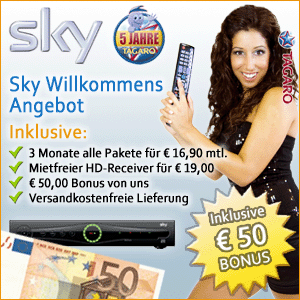 sky
5 JAHRE
TAGARO
TAGARO
Sky Willkommens
Angebot
Inklusive:
3 Monate alle Pakete für € 16,90 mtl.
Mietfreier HD-Receiver für € 19,00
€ 50,00 Bonus von uns
Versandkostenfreie Lieferung
sky
Inklusive
€ 50
BONUS
50